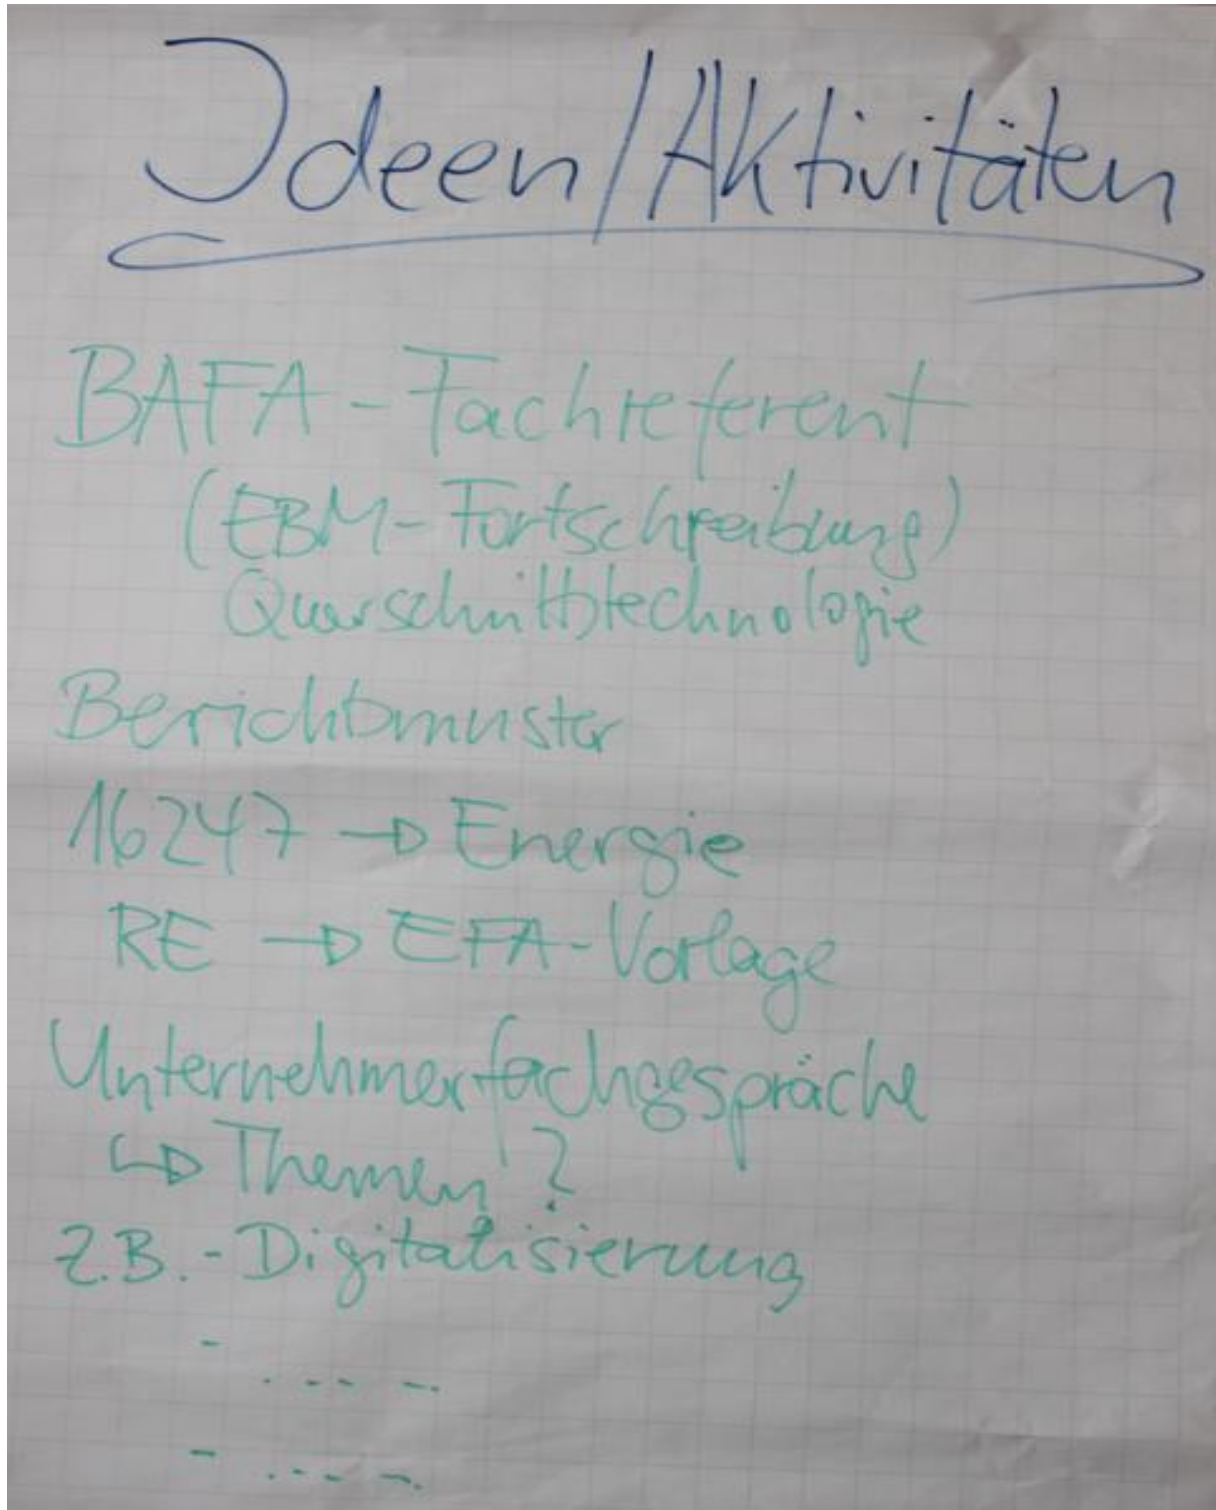 Ideen/Aktivitäten
BAFA-Fachreferent
(EBM-Fortschreibung)
Querschnittstechnologie
Berichtsmuster
16247 → Energie
RE → EFA-Vorlage
Unternehmerfachgespräche
↳ Themen?
z.B. - Digitalisierung
- .....
- .....